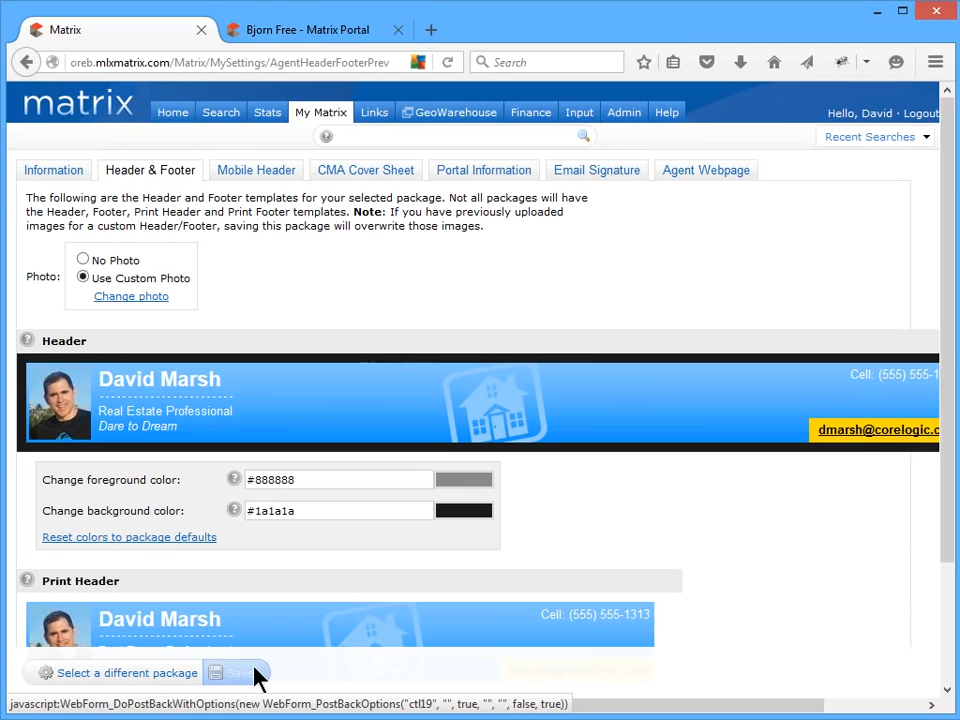 Matrix
Bjorn Free - Matrix Portal
oreb.mlxmatrix.com/Matrix/MySettings/AgentHeaderFooterPrev
Search
matrix
Home Search Stats My Matrix Links GeoWarehouse Finance Input Admin Help
Hello, David · Logout
Recent Searches
Information Header & Footer Mobile Header CMA Cover Sheet Portal Information Email Signature Agent Webpage
The following are the Header and Footer templates for your selected package. Not all packages will have
the Header, Footer, Print Header and Print Footer templates. Note: If you have previously uploaded
images for a custom Header/Footer, saving this package will overwrite those images.
No Photo
Photo:
Use Custom Photo
Change photo
Header
David Marsh
Cell: (555) 555-1
Real Estate Professional
Dare to Dream
dmarsh@corelogic.c
Change foreground color: #888888
Change background color: #1a1a1a
Reset colors to package defaults
Print Header
David Marsh
Cell: (555) 555-1313
Select a different package
Save
javascript:WebForm_DoPostBackWithOptions(new WebForm_PostBackOptions("ctl19", "", true, "", "", false, true))